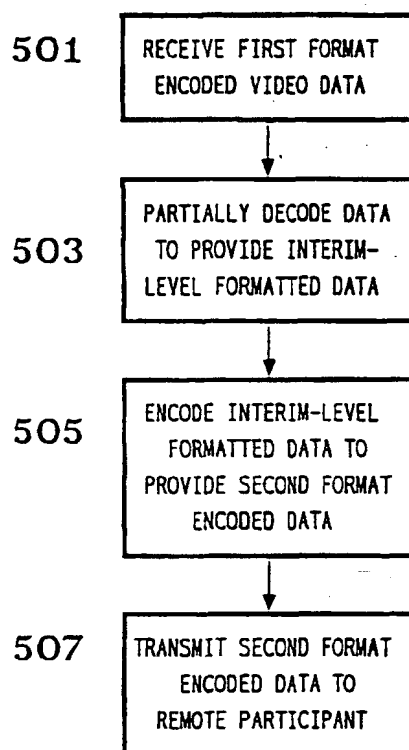 501
RECEIVE FIRST FORMAT
ENCODED VIDEO DATA
503
PARTIALLY DECODE DATA
TO PROVIDE INTERIM-
LEVEL FORMATTED DATA
505
ENCODE INTERIM-LEVEL
FORMATTED DATA TO
PROVIDE SECOND FORMAT
ENCODED DATA
507
TRANSMIT SECOND FORMAT
ENCODED DATA TO
REMOTE PARTICIPANT